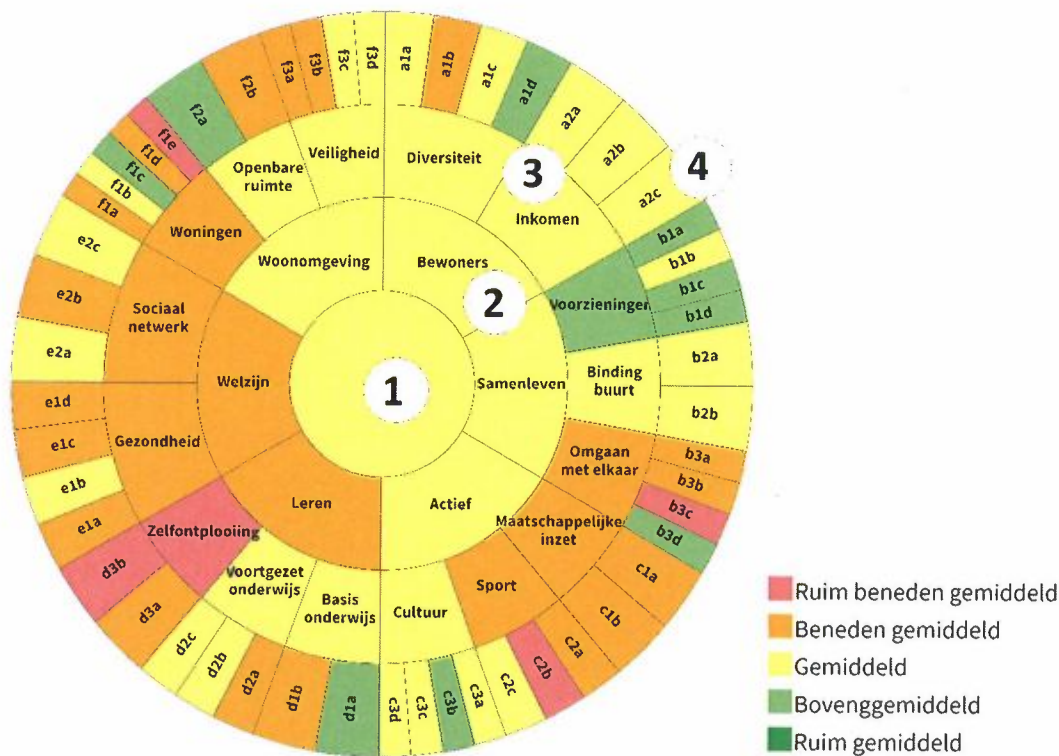 1
2
3
4
Bewoners
Samenleven
Actief
Leren
Welzijn
Woonomgeving
Diversiteit
Inkomen
Voorzieningen
Binding
buurt
Omgaan
met elkaar
Maatschappelijke
inzet
Sport
Cultuur
Basis
onderwijs
Voortgezet
onderwijs
Zelfontplooiing
Gezondheid
Sociaal
netwerk
Woningen
Openbare
ruimte
Veiligheid
a1a
a1b
a1c
a1d
a2a
a2b
a2c
b1a
b1b
b1c
b1d
b2a
b2b
b3a
b3b
b3c
b3d
c1a
c1b
c2a
c2b
c2c
c3a
c3b
c3c
c3d
d1a
d1b
d2a
d2b
d2c
d3a
d3b
e1a
e1b
e1c
e1d
e2a
e2b
e2c
f1a
f1b
f1c
f1d
f1e
f2a
f2b
f3a
f3b
f3c
f3d
Ruim beneden gemiddeld
Beneden gemiddeld
Gemiddeld
Bovenggemiddeld
Ruim gemiddeld